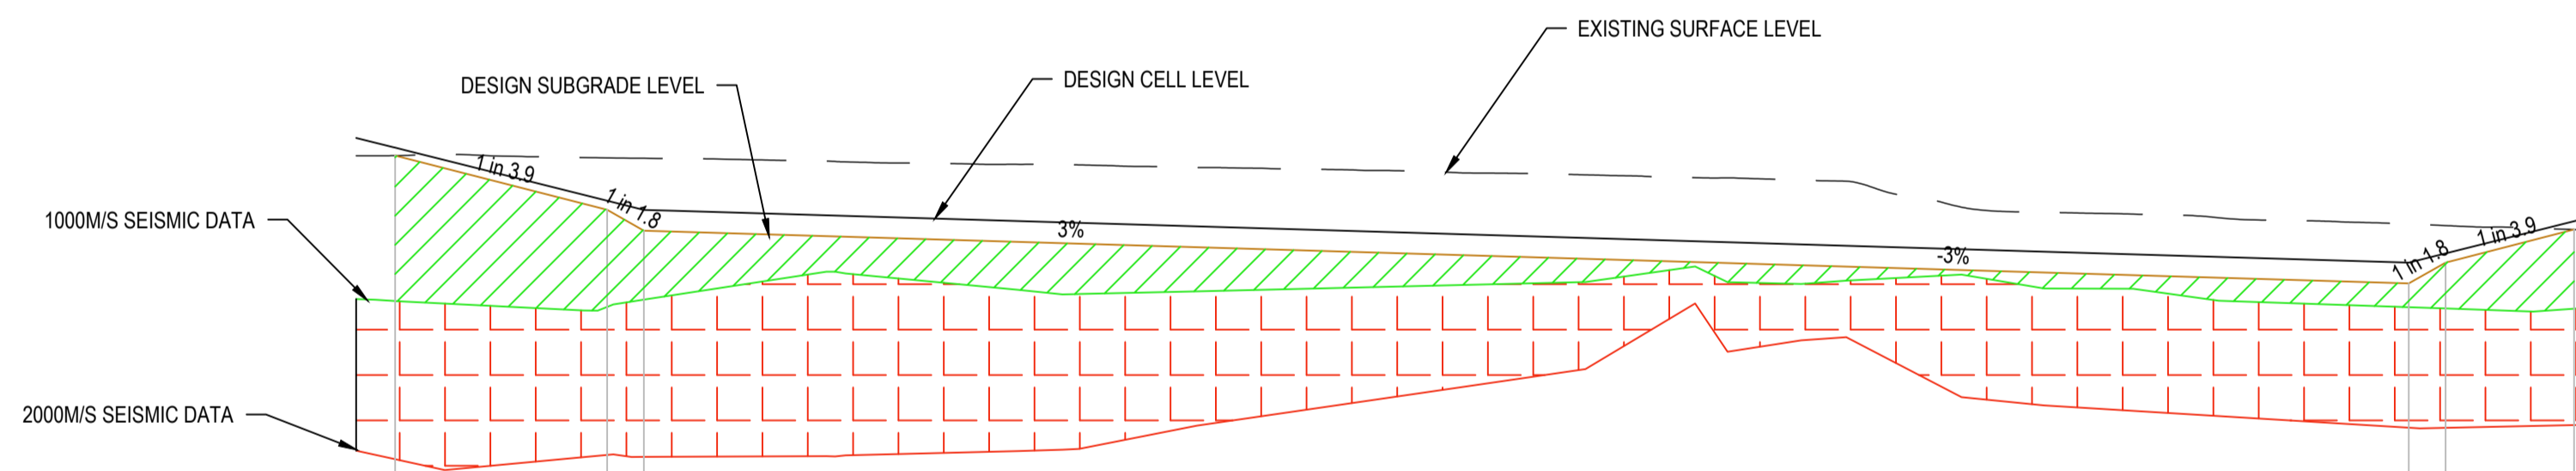 EXISTING SURFACE LEVEL
DESIGN SUBGRADE LEVEL
DESIGN CELL LEVEL
1 in 3.9
1 in 1.8
1000M/S SEISMIC DATA
3%
-3%
1 in 1.8
1 in 3.9
2000M/S SEISMIC DATA